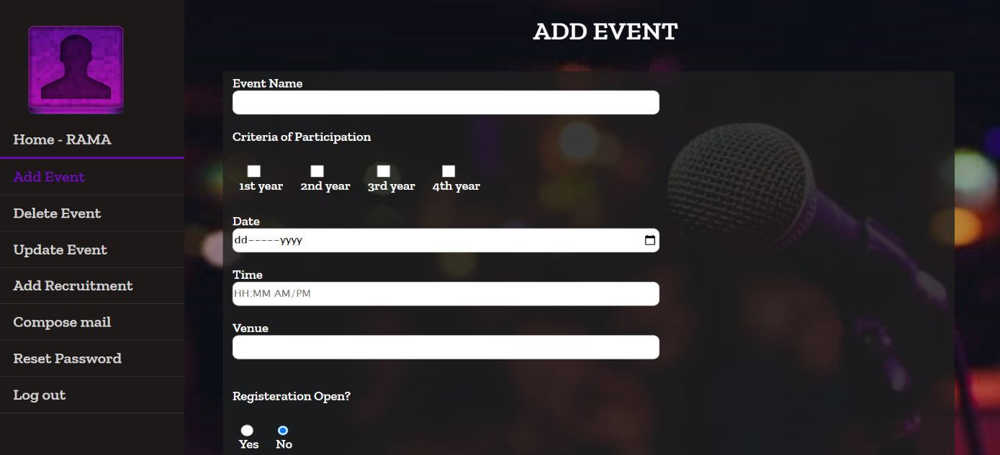 Home - RAMA
Add Event
Delete Event
Update Event
Add Recruitment
Compose mail
Reset Password
Log out
ADD EVENT
Event Name
Criteria of Participation
1st year 2nd year 3rd year 4th year
Date
dd-----yyyy
Time
HH:MM AM/PM
Venue
Registeration Open?
Yes No